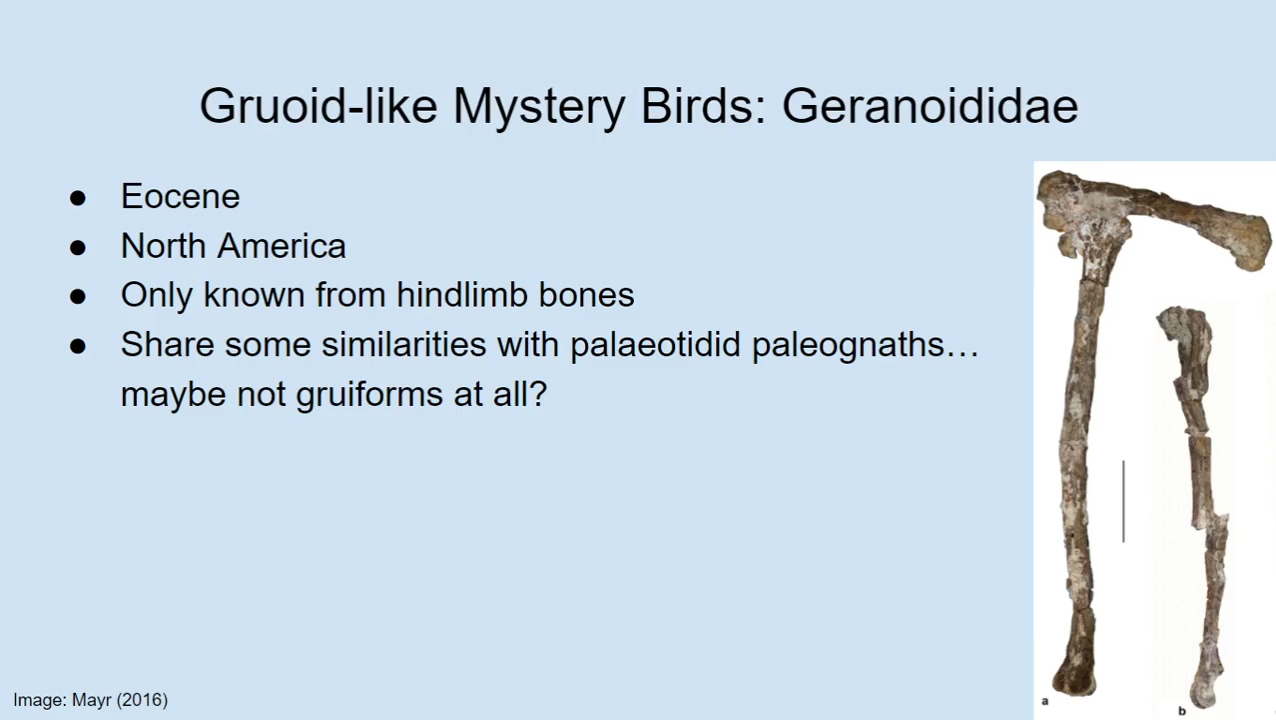 Gruoid-like Mystery Birds: Geranoididae
● Eocene
● North America
● Only known from hindlimb bones
● Share some similarities with palaeotidid paleognaths…
maybe not gruiforms at all?
a
b
Image: Mayr (2016)